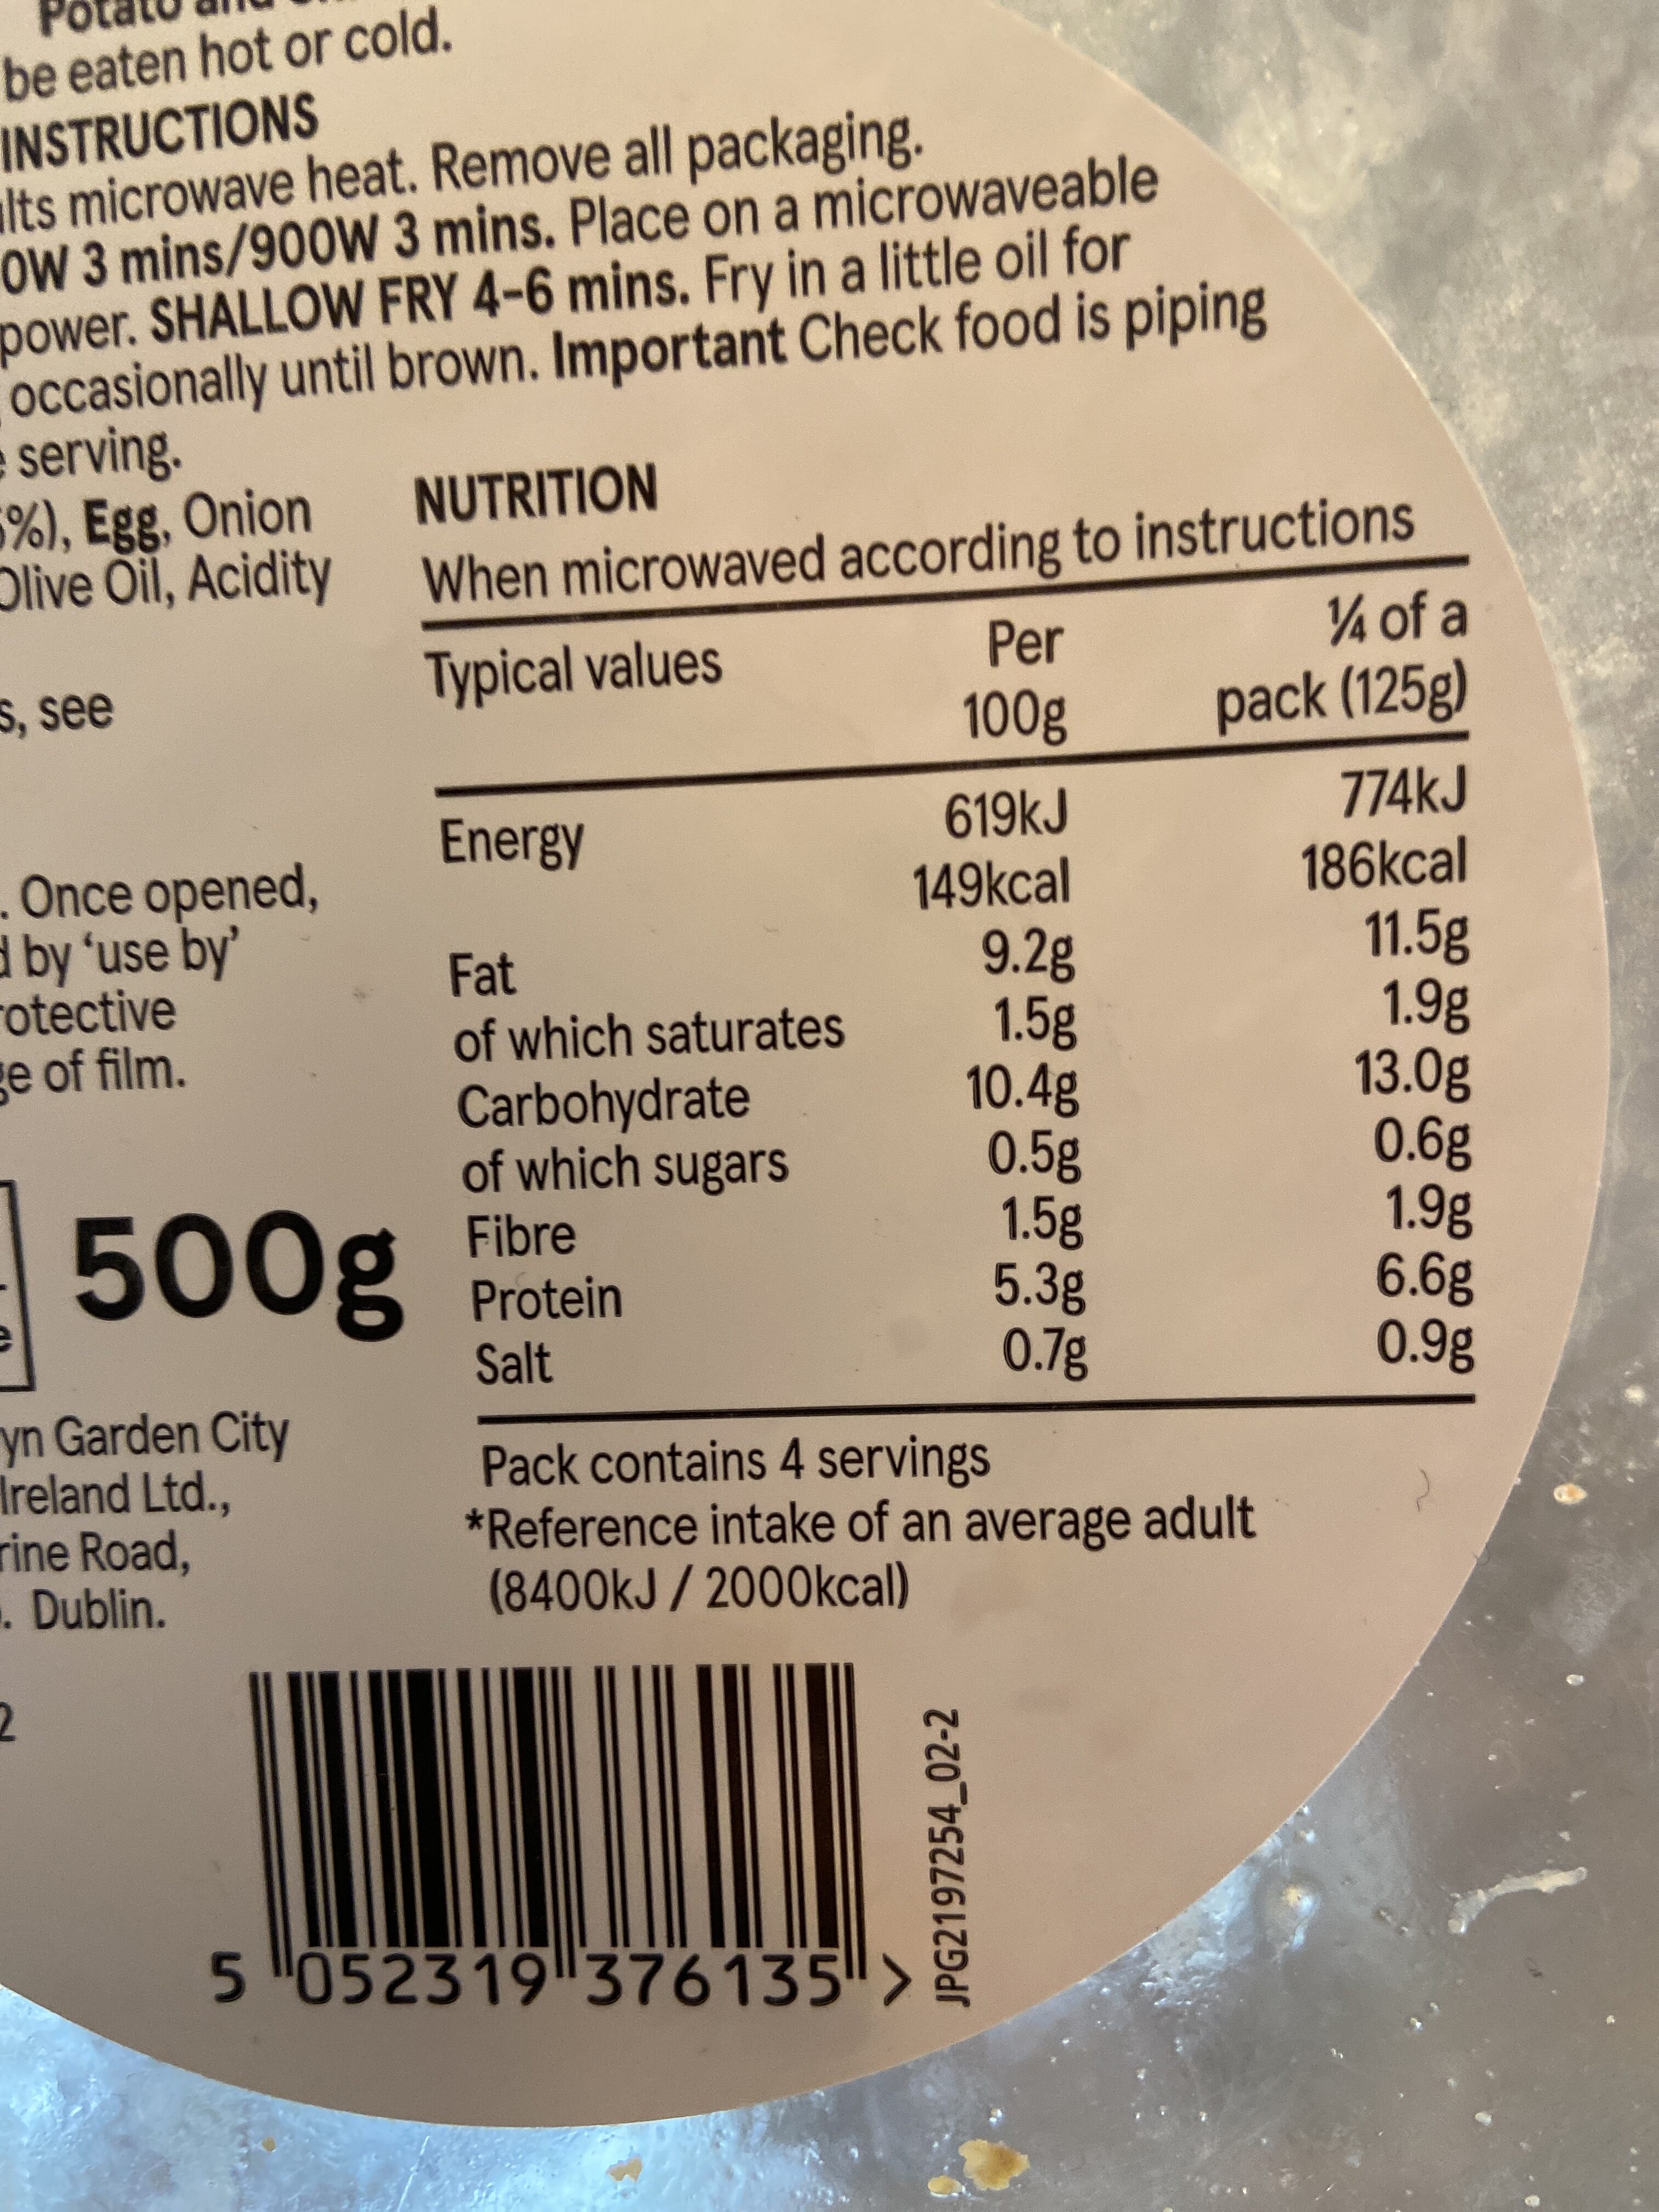 Potato and
be eaten hot or cold.
INSTRUCTIONS
microwave heat. Remove all packaging.
0W 3 mins/900W 3 mins. Place on a microwaveable
power. SHALLOW FRY 4-6 mins. Fry in a little oil for
occasionally until brown. Important Check food is piping
serving.
%), Egg, Onion
Olive Oil, Acidity
s, see
. Once opened,
by ‘use by’
of film.
500g
Garden City
Ireland Ltd.,
Road,
. Dublin.
2
NUTRITION
When microwaved according to instructions
Typical values Per 100g ¼ of a pack (125g)
Energy 619kJ 774kJ
149kcal 186kcal
Fat 9.2g 11.5g
of which saturates 1.5g 1.9g
Carbohydrate 10.4g 13.0g
of which sugars 0.5g 0.6g
Fibre 1.5g 1.9g
Protein 5.3g 6.6g
Salt 0.7g 0.9g
Pack contains 4 servings
*Reference intake of an average adult
(8400kJ / 2000kcal)
5 052319 376135 >
JPG2197254_02-2